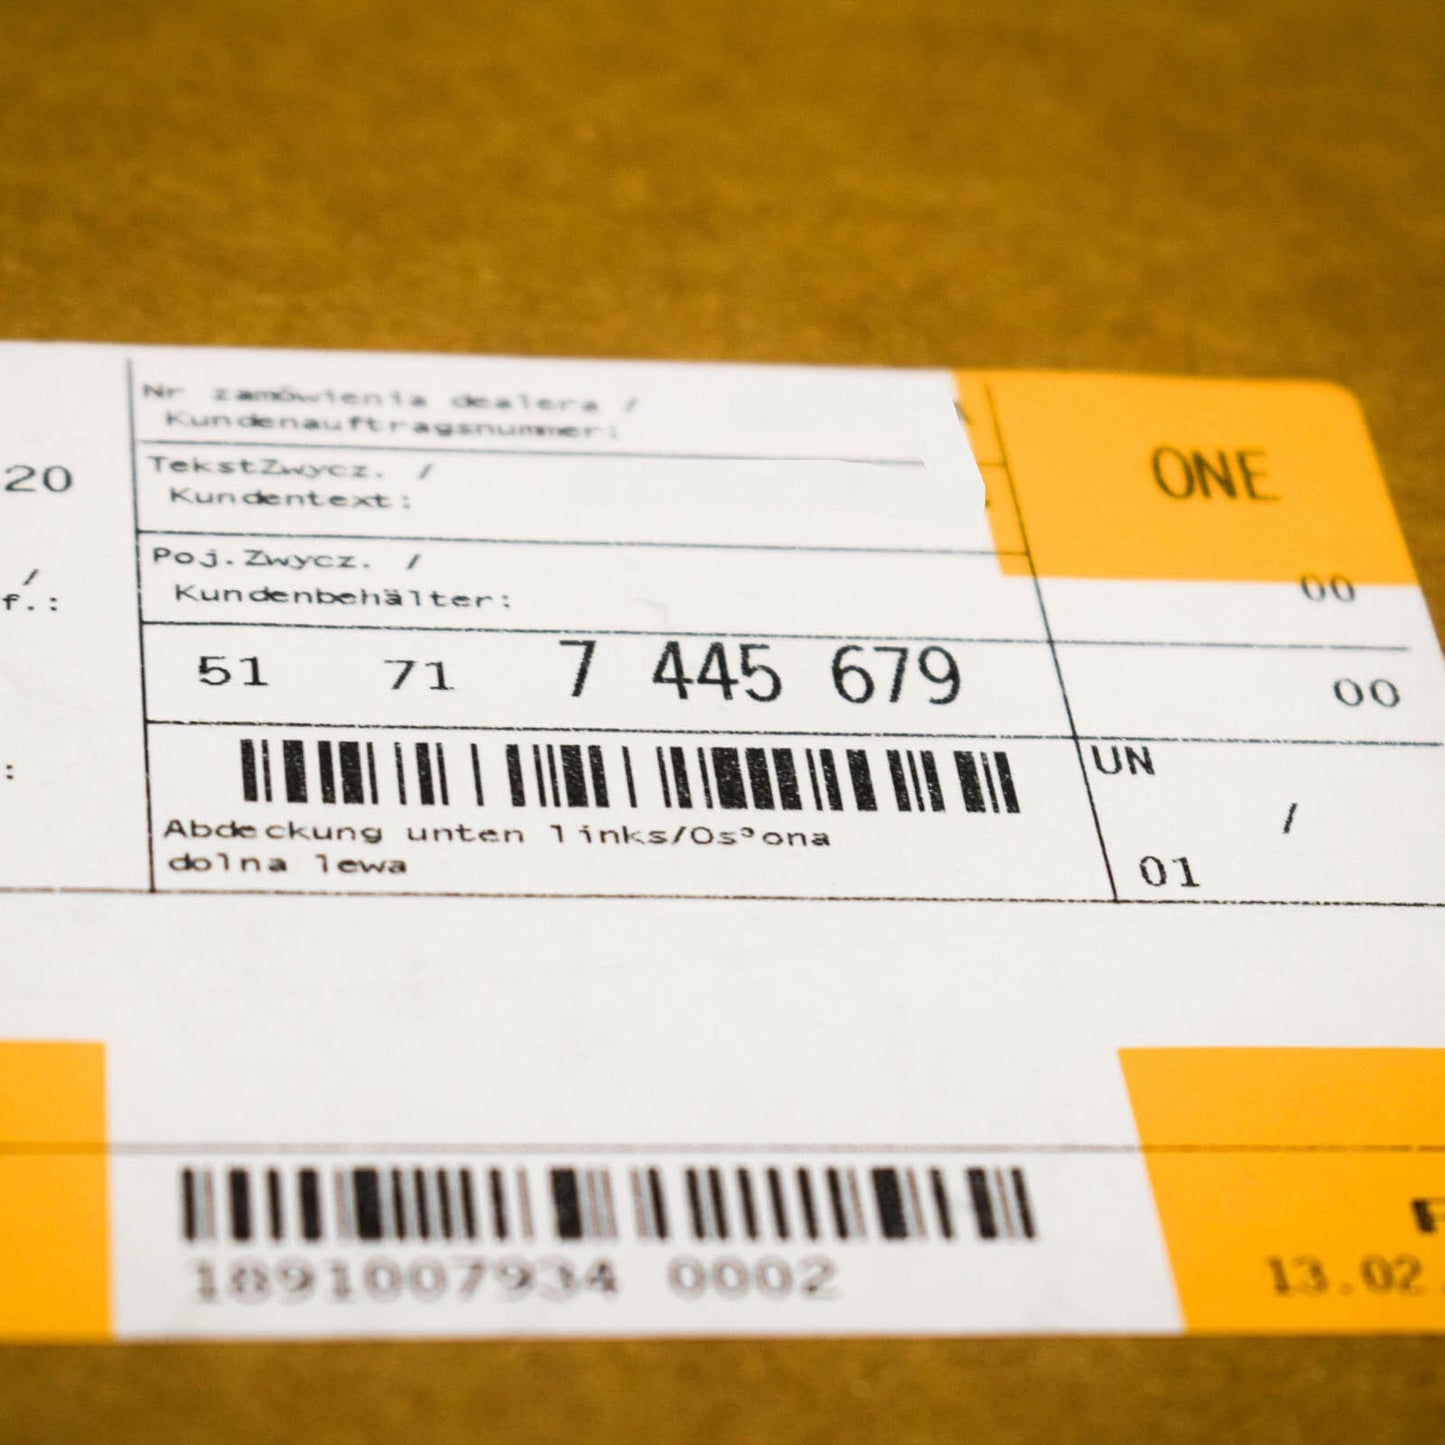 Nr zamówienia dealera /
Kundenauftragsnummer:
ONE
20
TekstZwycz. /
Kundentext:
/
f.:
Poj.Zwycz. /
Kundenbehälter:
00
51 71 7 445 679
00
:
UN
/
01
Abdeckung unten links/Os³ona
dolna lewa
1891007934 0002
13.02.